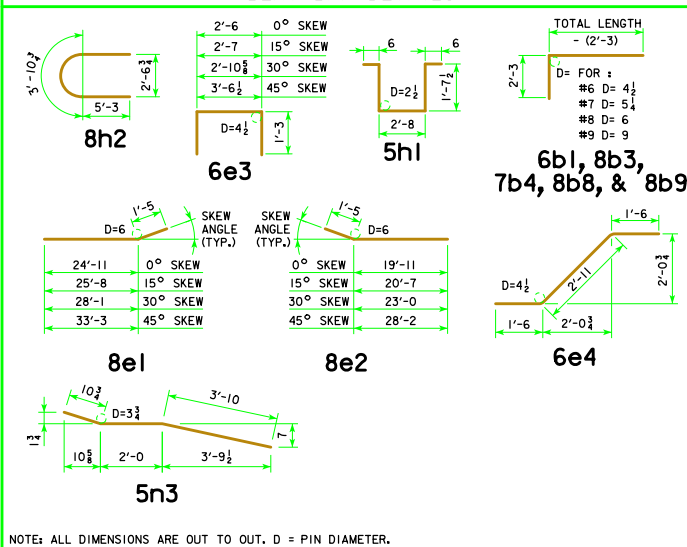 3'-10¾
2'-6¾
5'-3
8h2
2'-6 0° SKEW
2'-7 15° SKEW
2'-10⅝ 30° SKEW
3'-6½ 45° SKEW
D=4½
1'-3
6e3
6 6
D=2½
1'-7½
2'-8
5h1
TOTAL LENGTH
- (2'-3)
2'-3
D= FOR :
#6 D= 4½
#7 D= 5¼
#8 D= 6
#9 D= 9
6b1, 8b3,
7b4, 8b8, & 8b9
1'-5
D=6
SKEW
ANGLE
(TYP.)
24'-11 0° SKEW
25'-8 15° SKEW
28'-1 30° SKEW
33'-3 45° SKEW
8e1
SKEW
ANGLE
(TYP.)
1'-5
D=6
0° SKEW 19'-11
15° SKEW 20'-7
30° SKEW 23'-0
45° SKEW 28'-2
8e2
1'-6
D=4½
2'-11
2'-0¾
1'-6 2'-0¾
6e4
10¾
D=3¾
3'-10
1¾
7
10⅝ 2'-0 3'-9½
5n3
NOTE: ALL DIMENSIONS ARE OUT TO OUT. D = PIN DIAMETER.